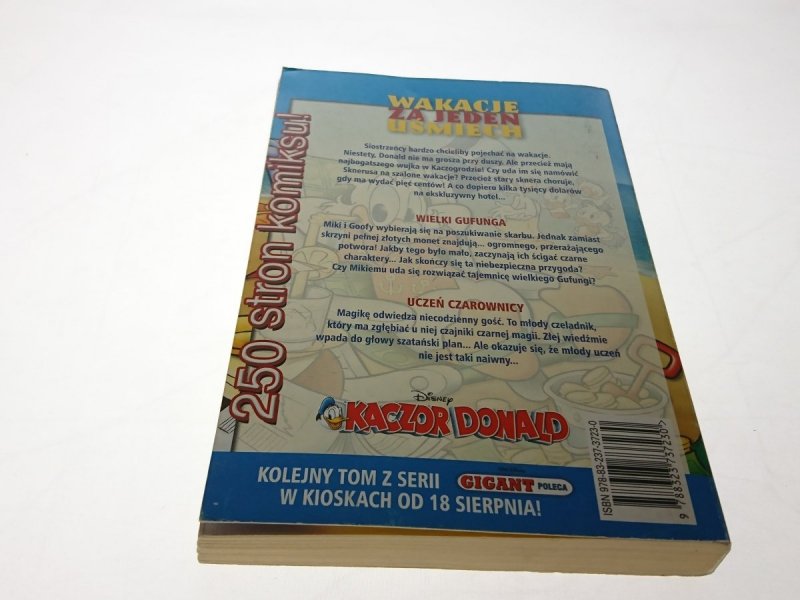 250 stron komiksu!
WAKACJE
ZA JEDEN
UŚMIECH
Siostrzeńcy bardzo chcieliby pojechać na wakacje.
Niestety, Donald nie ma grosza przy duszy. Ale przecież mają
najbogatszego wujka w Kaczogrodzie! Czy uda im się namówić
Sknerusa na szalone wakacje? Przecież stary sknera choruje,
gdy ma wydać pięć centów! A co dopiero kilka tysięcy dolarów
na ekskluzywny hotel...
WIELKI GUFUNGA
Miki i Goofy wybierają się na poszukiwanie skarbu. Jednak zamiast
skrzyni pełnej złotych monet znajdują... ogromnego, przerażającego
potwora! Jakby tego było mało, zaczynają ich ścigać czarne
charaktery... Jak skończy się ta niebezpieczna przygoda?
Czy Mikiemu uda się rozwiązać tajemnicę wielkiego Gufungi?
UCZEŃ CZAROWNICY
Magikę odwiedzą niecodzienny gość. To młody czeladnik,
który ma zgłębiać u niej czajniki czarnej magii. Złej wiedźmie
wpada do głowy szatański plan... Ale okazuje się, że młody uczeń
nie jest taki naiwny...
Disney
KACZOR DONALD
KOLEJNY TOM Z SERII GIGANT POLECA
W KIOSKACH OD 18 SIERPNIA!
ISBN 978-83-237-3723-0
9 788323 737230 >